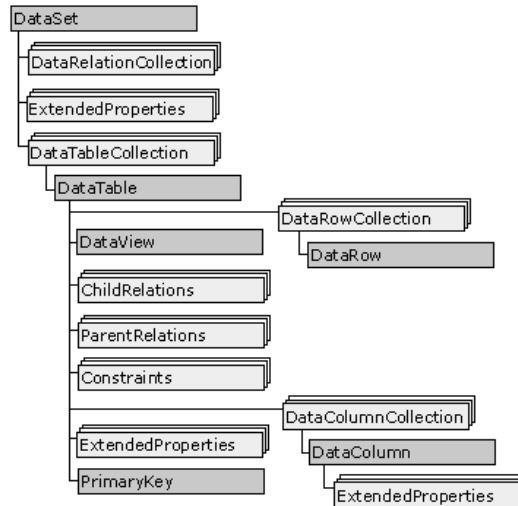 DataSet
DataRelationCollection
ExtendedProperties
DataTableCollection
DataTable
DataRowCollection
DataView
DataRow
ChildRelations
ParentRelations
Constraints
DataColumnCollection
ExtendedProperties
DataColumn
PrimaryKey
ExtendedProperties